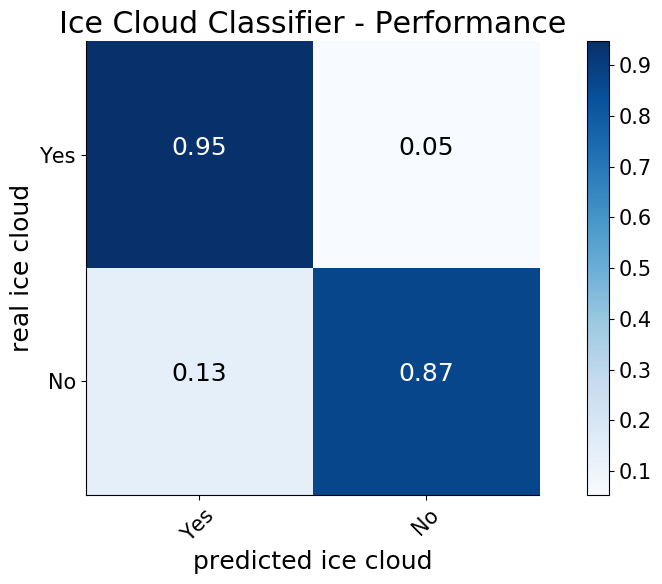 Ice Cloud Classifier - Performance
real ice cloud
Yes
0.95
0.05
No
0.13
0.87
Yes
No
predicted ice cloud
0.9
0.8
0.7
0.6
0.5
0.4
0.3
0.2
0.1